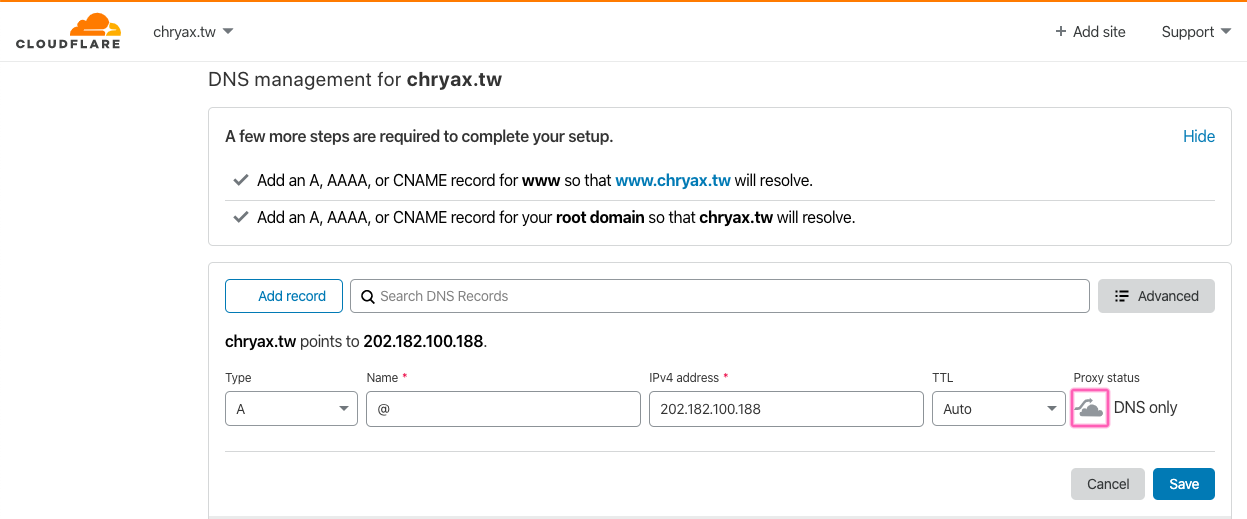 CLOUDFLARE
chryax.tw
Add site
Support
DNS management for chryax.tw
A few more steps are required to complete your setup.
Hide
Add an A, AAAA, or CNAME record for www so that www.chryax.tw will resolve.
Add an A, AAAA, or CNAME record for your root domain so that chryax.tw will resolve.
Add record
Search DNS Records
Advanced
chryax.tw points to 202.182.100.188.
Type
Name *
IPv4 address *
TTL
Proxy status
A
@
202.182.100.188
Auto
DNS only
Cancel
Save